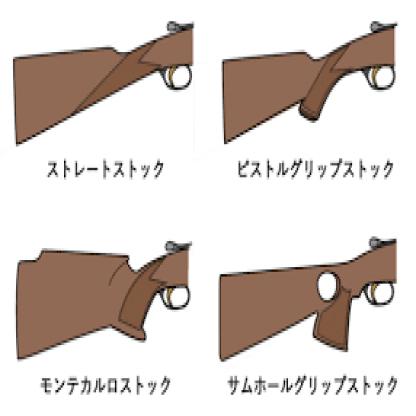 ストレートストック
ピストルグリップストック
モンテカルロストック
サムホールグリップストック